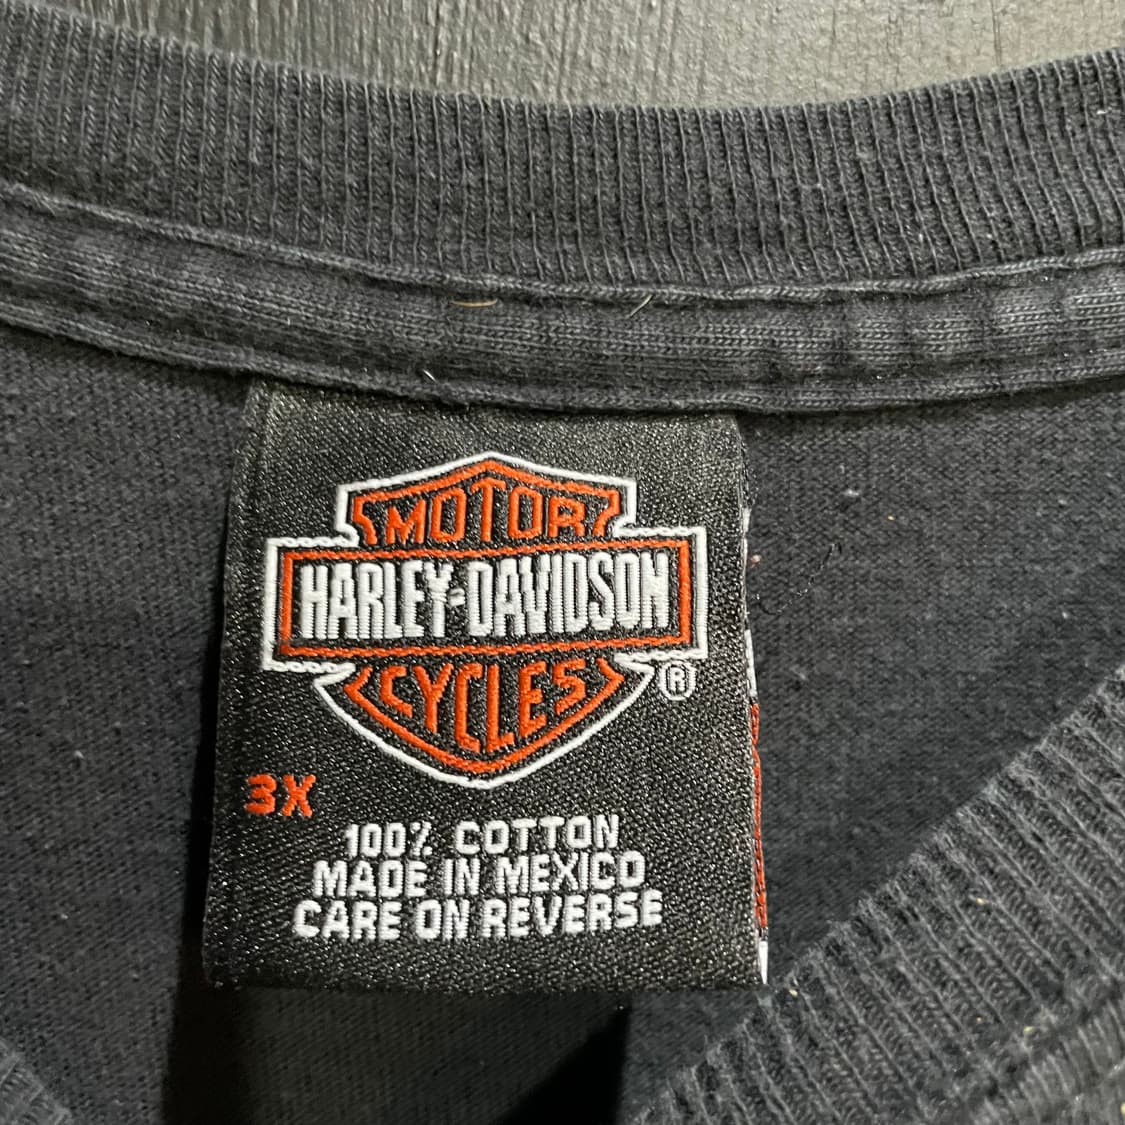 MOTOR
HARLEY-DAVIDSON
CYCLES
®
3X
100% COTTON
MADE IN MEXICO
CARE ON REVERSE